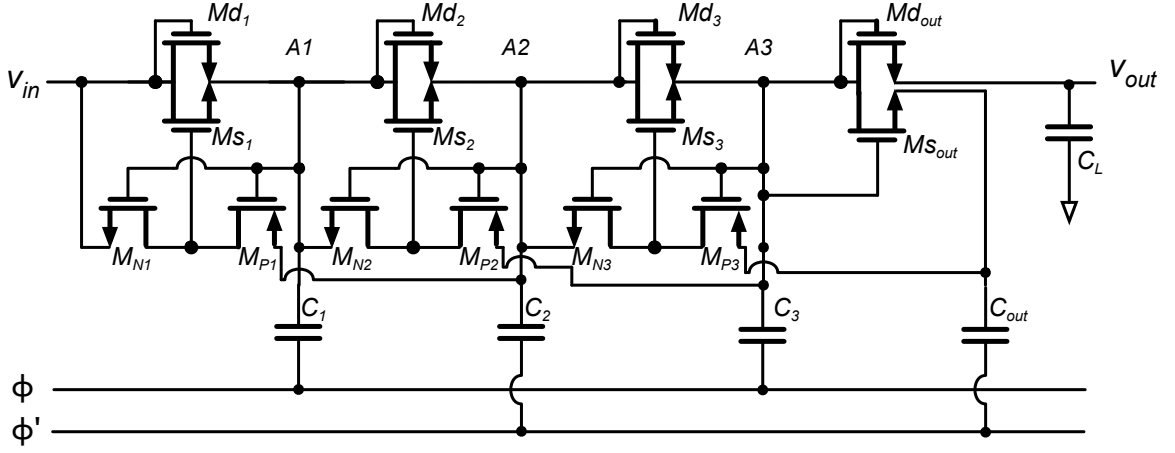 Md1 Md2 Md3 Mdout
A1 A2 A3
Vin Vout
Ms1 Ms2 Ms3 Msout
CL
MN1 MP1 MN2 MP2 MN3 MP3
C1 C2 C3 Cout
ϕ
ϕ'